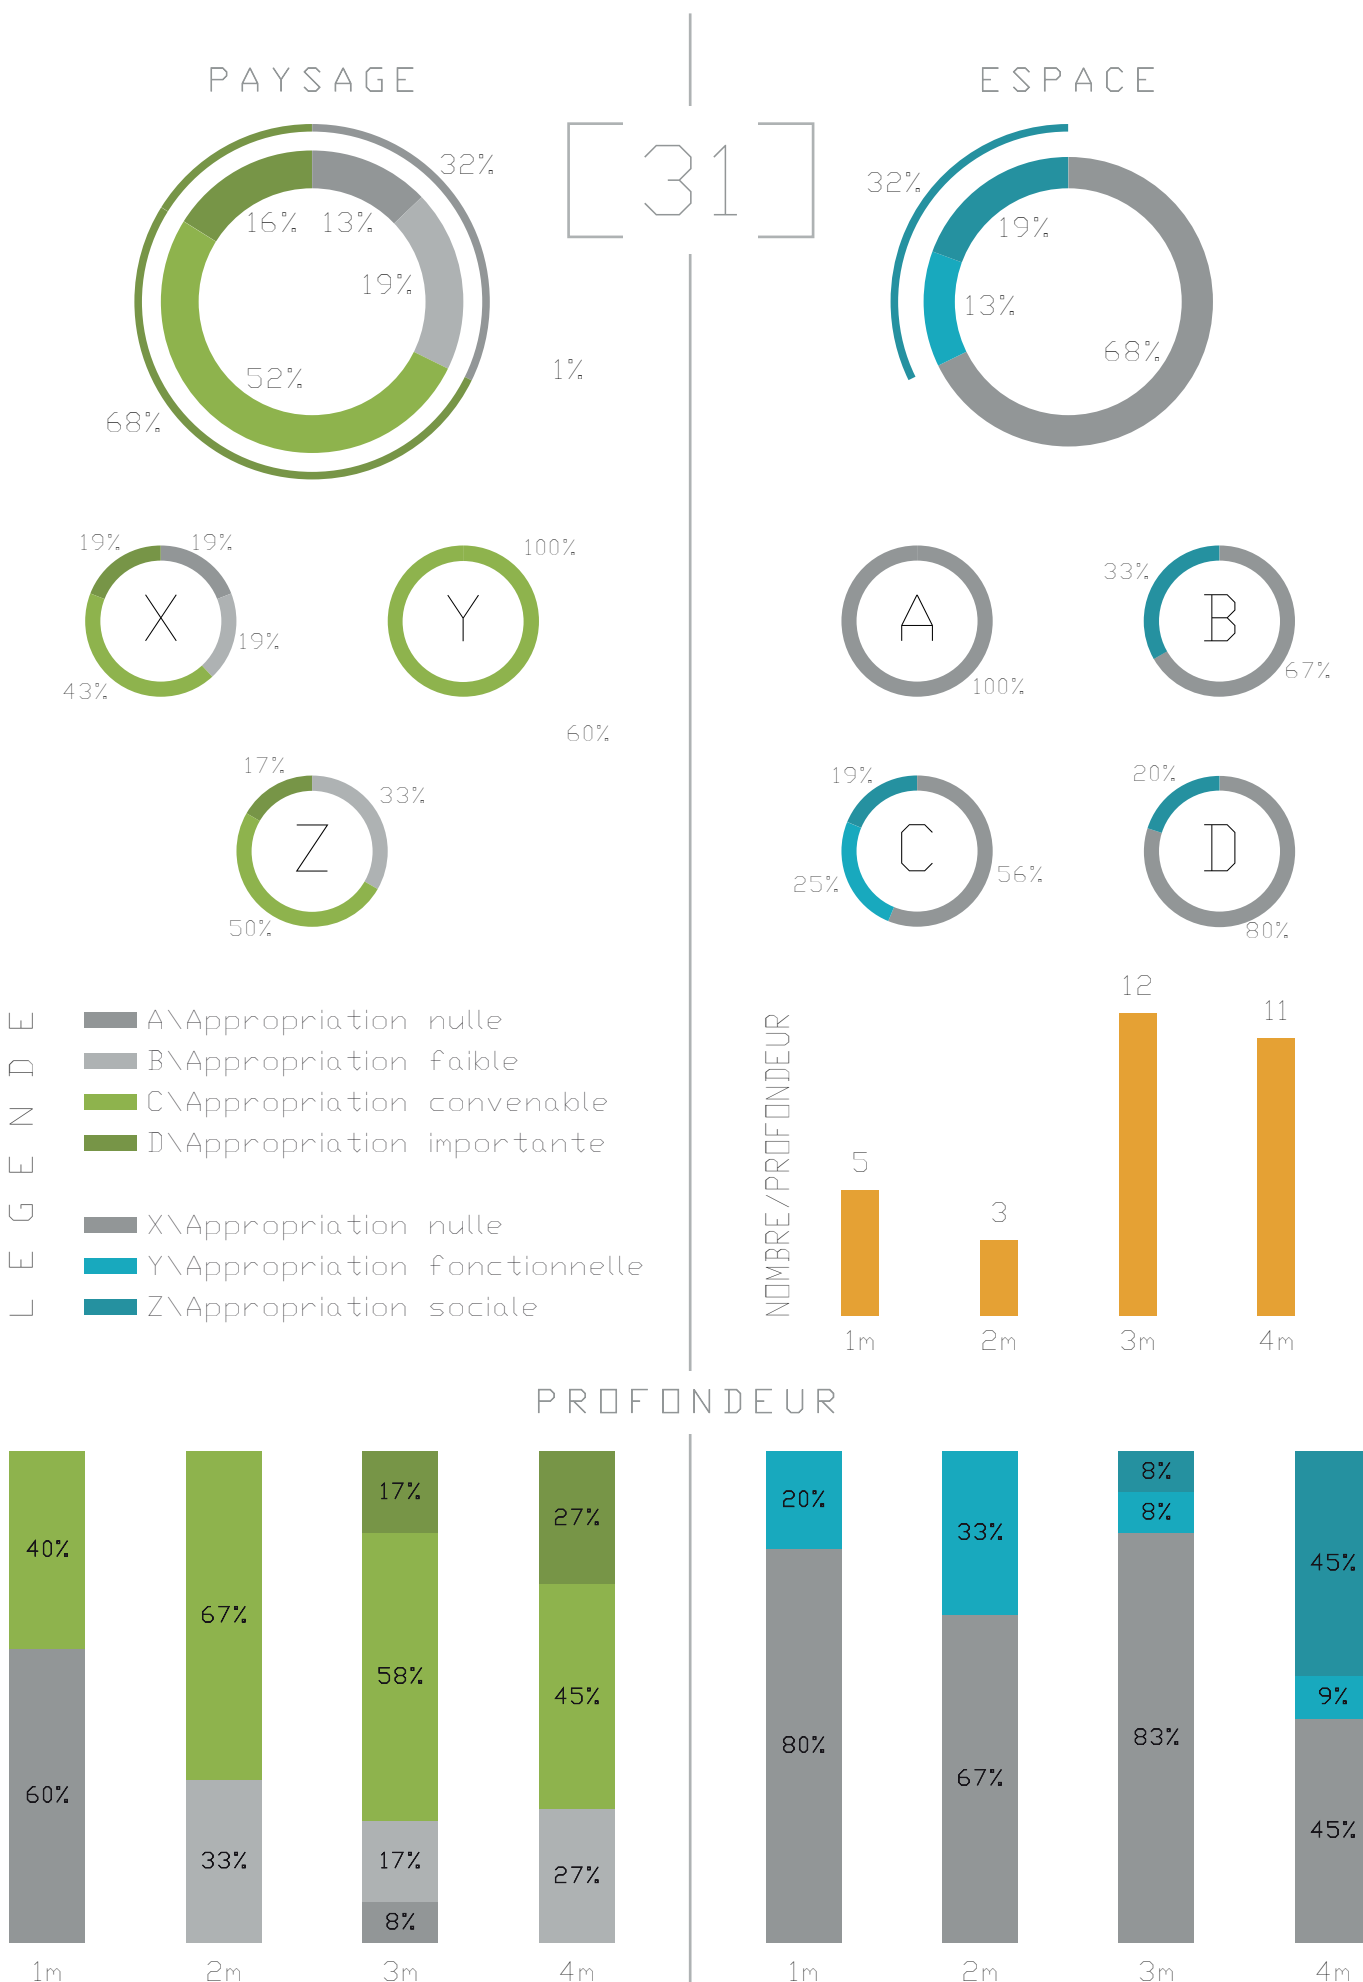 PAYSAGE
ESPACE
31
32%
16%
13%
19%
52%
68%
1%
32%
19%
13%
68%
19%
19%
X
19%
43%
100%
Y
60%
17%
33%
Z
50%
100%
A
33%
B
67%
19%
C
56%
25%
20%
D
80%
LEGENDE
A\Appropriation nulle
B\Appropriation faible
C\Appropriation convenable
D\Appropriation importante
X\Appropriation nulle
Y\Appropriation fonctionnelle
Z\Appropriation sociale
NOMBRE/PROFONDEUR
5
3
12
11
1m
2m
3m
4m
PROFONDEUR
40%
60%
67%
33%
17%
58%
17%
8%
27%
45%
27%
20%
80%
33%
67%
8%
8%
83%
45%
9%
45%
1m
2m
3m
4m
1m
2m
3m
4m